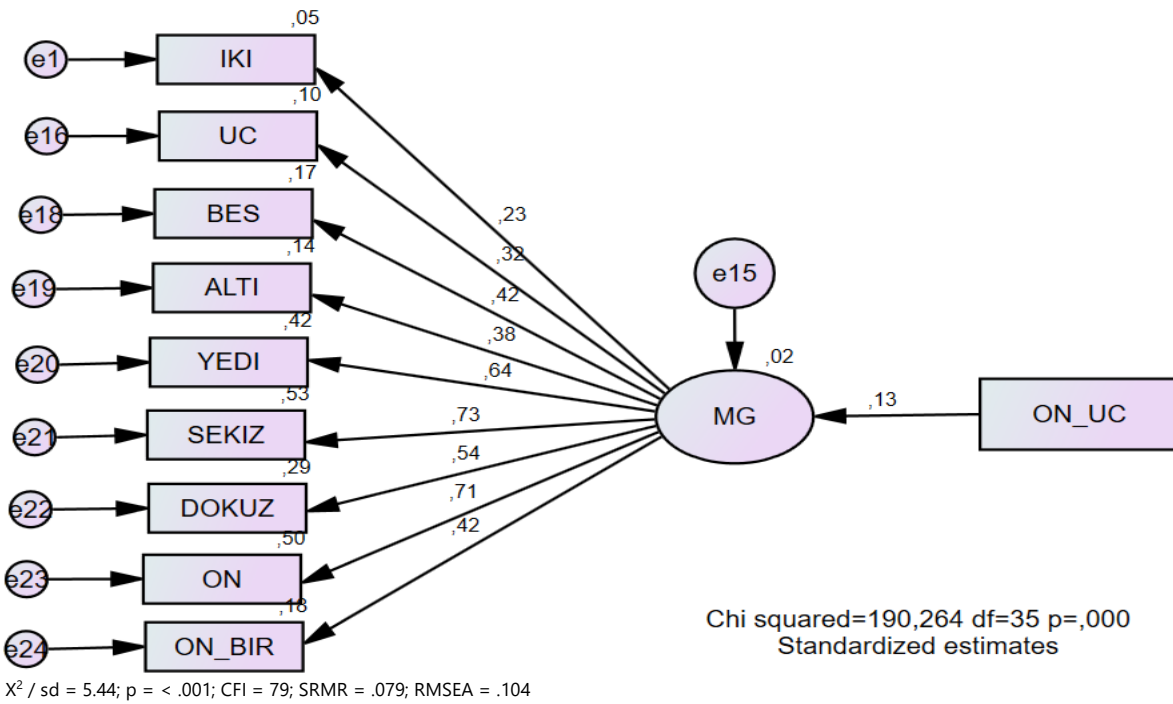 ,05
e1 IKI
,10
e16 UC
,17
e18 BES
,23
,14
,32
e15
e19 ALTI
,42
,42
,38
,02
e20 YEDI
,64
,53
,13
MG
ON_UC
e21 SEKIZ
,73
,29
,54
e22 DOKUZ
,71
,50
,42
e23 ON
,18
e24 ON_BIR
Chi squared=190,264 df=35 p=,000
Standardized estimates
X² / sd = 5.44; p = < .001; CFI = 79; SRMR = .079; RMSEA = .104